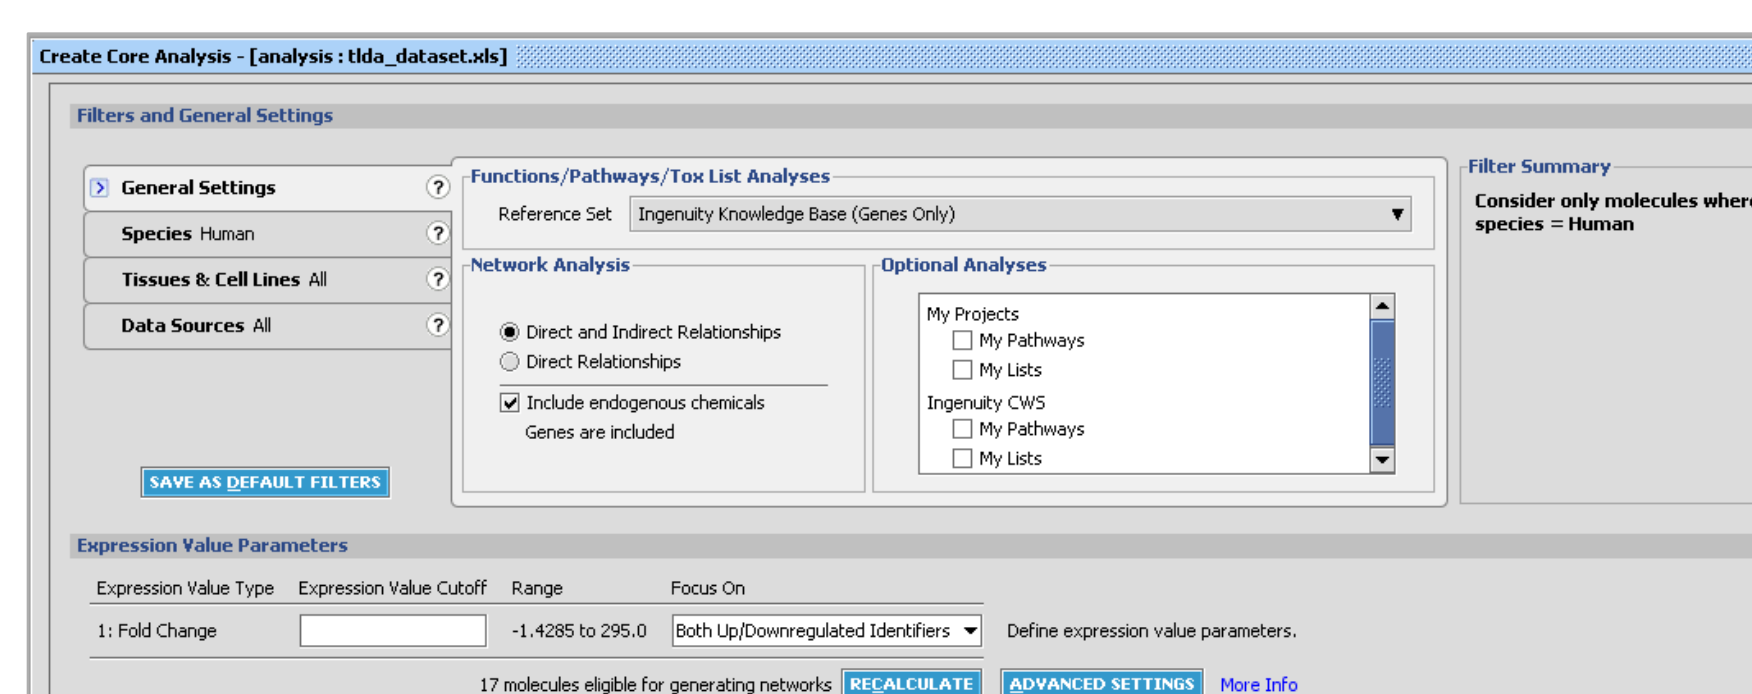 Create Core Analysis - [analysis : tlda_dataset.xls]
Filters and General Settings
General Settings ?
Species Human ?
Tissues & Cell Lines All ?
Data Sources All ?
SAVE AS DEFAULT FILTERS
Functions/Pathways/Tox List Analyses
Reference Set Ingenuity Knowledge Base (Genes Only)
Network Analysis
Direct and Indirect Relationships
Direct Relationships
Include endogenous chemicals
Genes are included
Optional Analyses
My Projects
My Pathways
My Lists
Ingenuity CWS
My Pathways
My Lists
Filter Summary
Consider only molecules where
species = Human
Expression Value Parameters
Expression Value Type Expression Value Cutoff Range Focus On
1: Fold Change -1.4285 to 295.0 Both Up/Downregulated Identifiers Define expression value parameters.
17 molecules eligible for generating networks RECALCULATE ADVANCED SETTINGS More Info